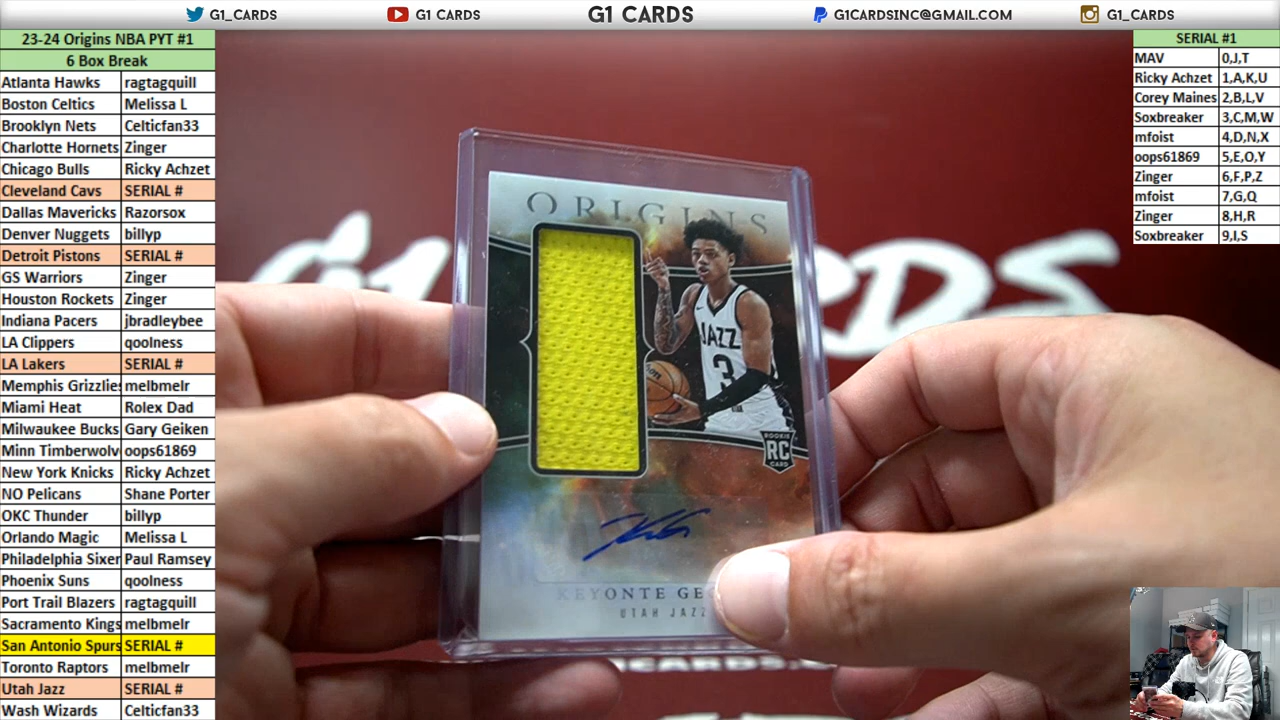 G1_CARDS
G1 CARDS
G1 CARDS
G1CARDSINC@GMAIL.COM
G1_CARDS
23-24 Origins NBA PYT #1
6 Box Break
Atlanta Hawks ragtagquill
Boston Celtics Melissa L
Brooklyn Nets Celticfan33
Charlotte Hornets Zinger
Chicago Bulls Ricky Achzet
Cleveland Cavs SERIAL #
Dallas Mavericks Razorsox
Denver Nuggets billyp
Detroit Pistons SERIAL #
GS Warriors Zinger
Houston Rockets Zinger
Indiana Pacers jbradleybee
LA Clippers qoolness
LA Lakers SERIAL #
Memphis Grizzlies melbmelr
Miami Heat Rolex Dad
Milwaukee Bucks Gary Geiken
Minn Timberwolv oops61869
New York Knicks Ricky Achzet
NO Pelicans Shane Porter
OKC Thunder billyp
Orlando Magic Melissa L
Philadelphia Sixer Paul Ramsey
Phoenix Suns qoolness
Port Trail Blazers ragtagquill
Sacramento Kings melbmelr
San Antonio Spurs SERIAL #
Toronto Raptors melbmelr
Utah Jazz SERIAL #
Wash Wizards Celticfan33
SERIAL #1
MAV 0,J,T
Ricky Achzet 1,A,K,U
Corey Maines 2,B,L,V
Soxbreaker 3,C,M,W
mfoist 4,D,N,X
oops61869 5,E,O,Y
Zinger 6,F,P,Z
mfoist 7,G,Q
Zinger 8,H,R
Soxbreaker 9,I,S
G1 CARDS
ORIGINS
JAZZ
3
ROOKIE
RC
CARD
KEYONTE GE
UTAH JAZZ